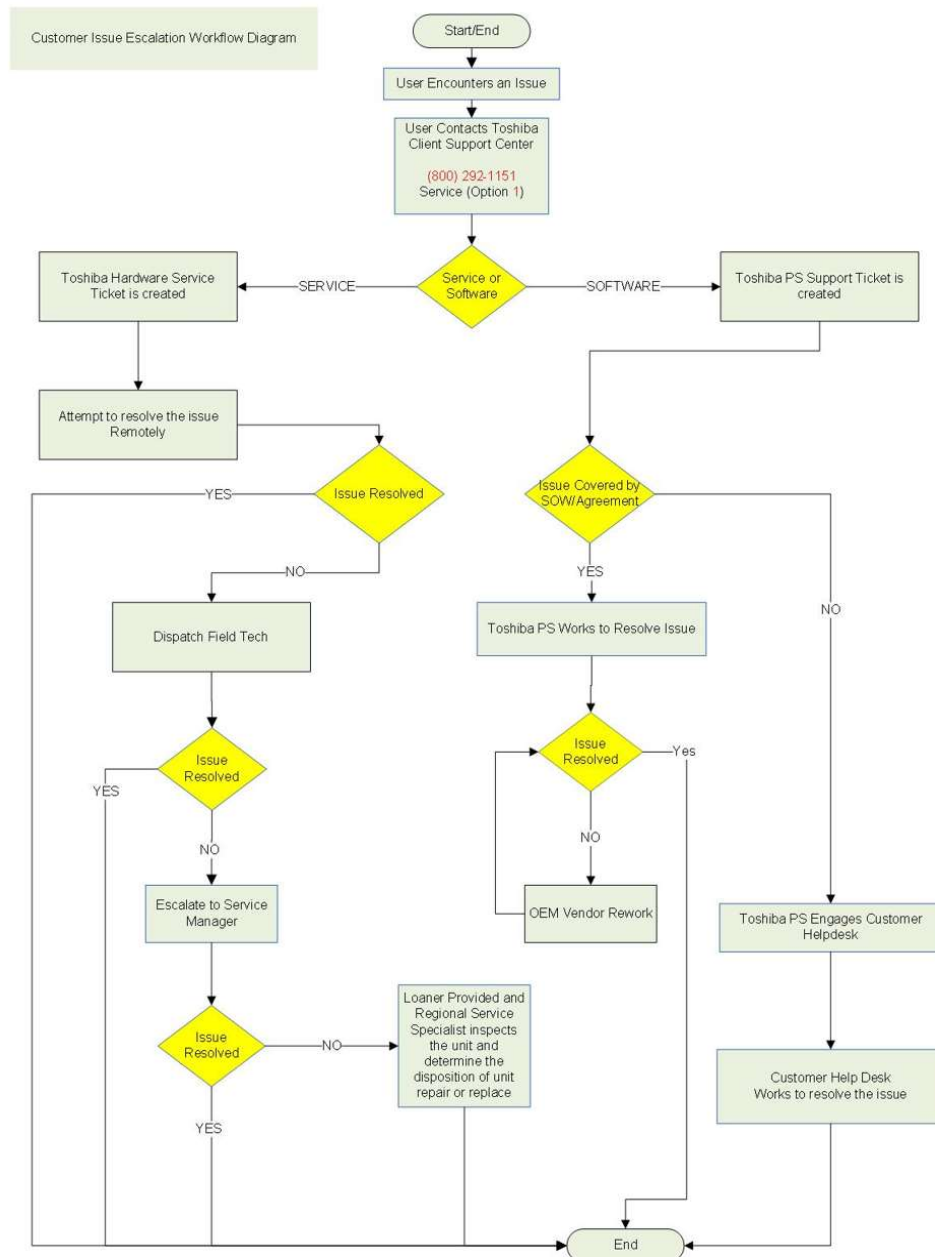 Customer Issue Escalation Workflow Diagram
Start/End
User Encounters an Issue
User Contacts Toshiba
Client Support Center
(800) 292-1151
Service (Option 1)
Service or
Software
SERVICE
SOFTWARE
Toshiba Hardware Service
Ticket is created
Toshiba PS Support Ticket is
created
Attempt to resolve the issue
Remotely
Issue Resolved
YES
NO
Issue Covered by
SOW/Agreement
YES
NO
Dispatch Field Tech
Toshiba PS Works to Resolve Issue
Issue
Resolved
YES
NO
Issue
Resolved
Yes
NO
Escalate to Service
Manager
OEM Vendor Rework
Toshiba PS Engages Customer
Helpdesk
Issue
Resolved
NO
YES
Loaner Provided and
Regional Service
Specialist inspects
the unit and
determine the
disposition of unit
repair or replace
Customer Help Desk
Works to resolve the issue
End